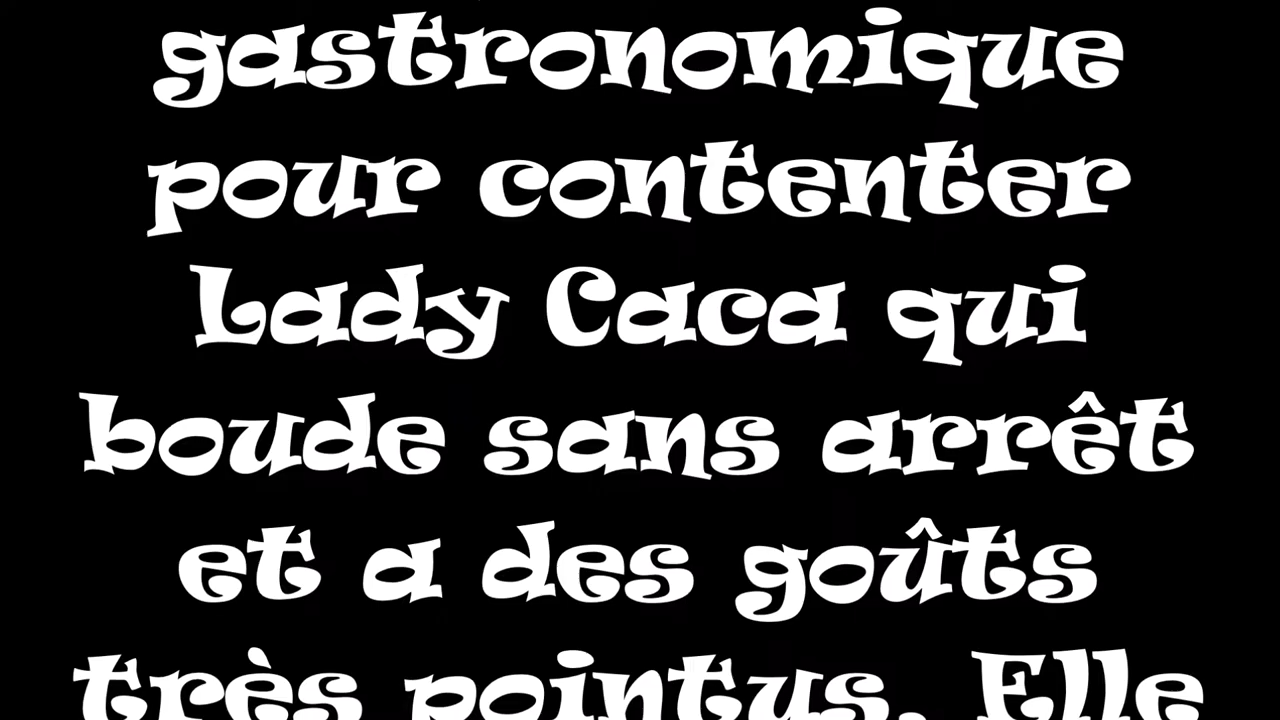 gastronomique
pour contenter
Lady Caca qui
boude sans arrêt
et a des goûts
très pointus. Elle